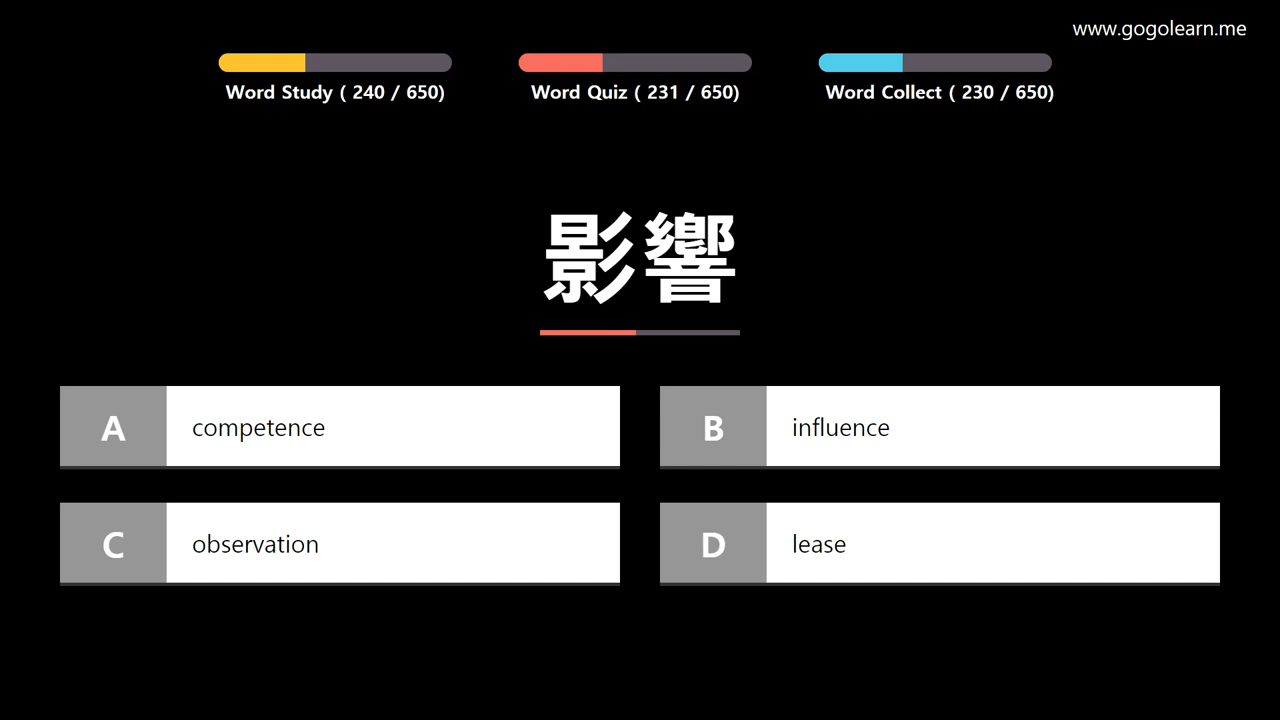 www.gogolearn.me
Word Study ( 240 / 650)
Word Quiz ( 231 / 650)
Word Collect ( 230 / 650)
影響
A competence
B influence
C observation
D lease